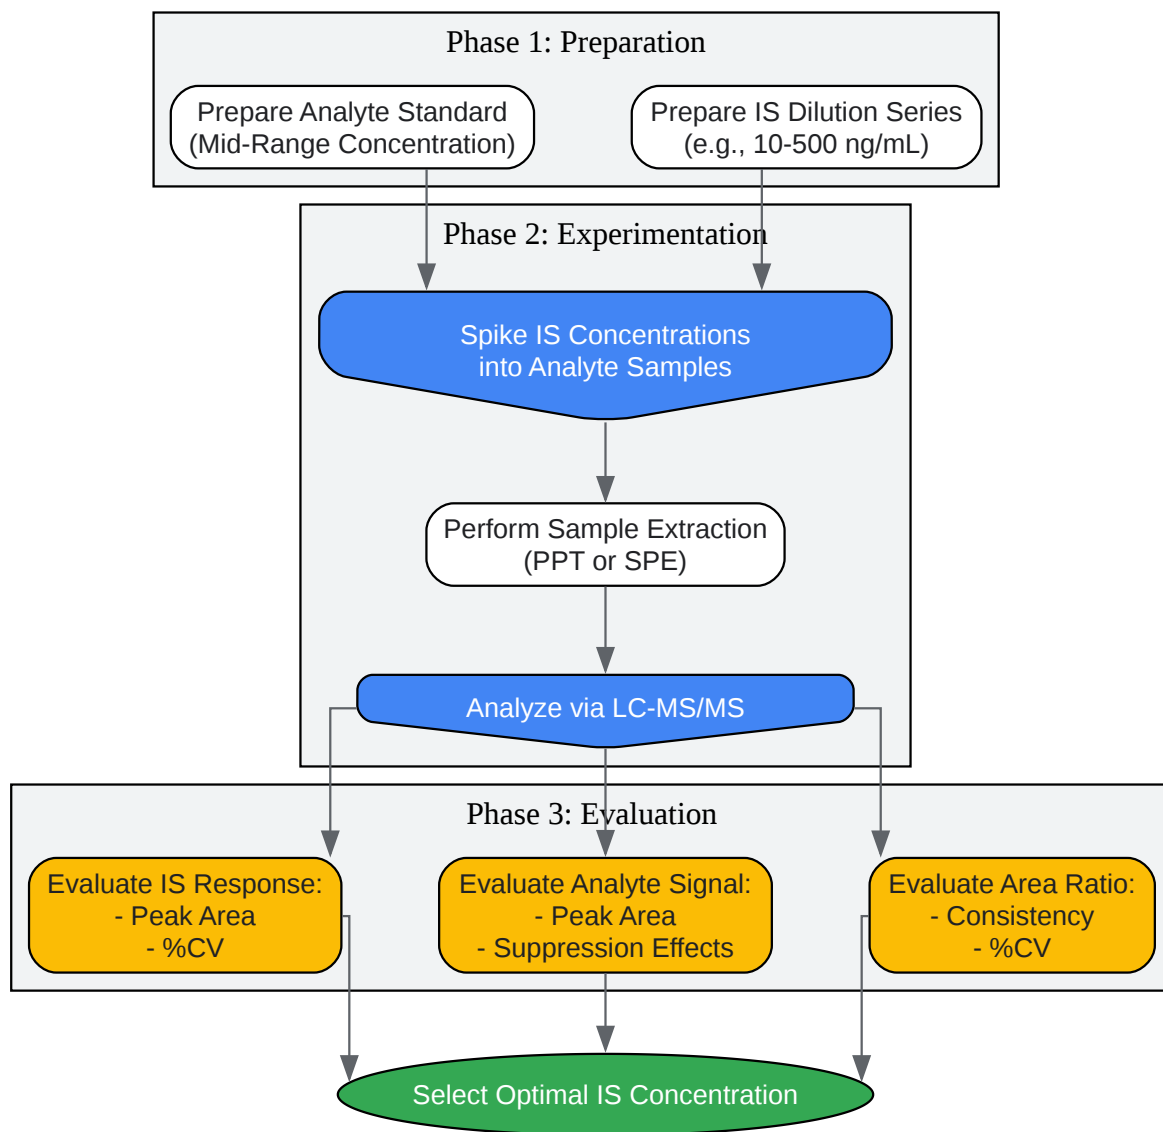 Phase 1: Preparation
Prepare Analyte Standard
(Mid-Range Concentration)
Prepare IS Dilution Series
(e.g., 10-500 ng/mL)
Phase 2: Experimentation
Spike IS Concentrations
into Analyte Samples
Perform Sample Extraction
(PPT or SPE)
Analyze via LC-MS/MS
Phase 3: Evaluation
Evaluate IS Response:
- Peak Area
- %CV
Evaluate Analyte Signal:
- Peak Area
- Suppression Effects
Evaluate Area Ratio:
- Consistency
- %CV
Select Optimal IS Concentration